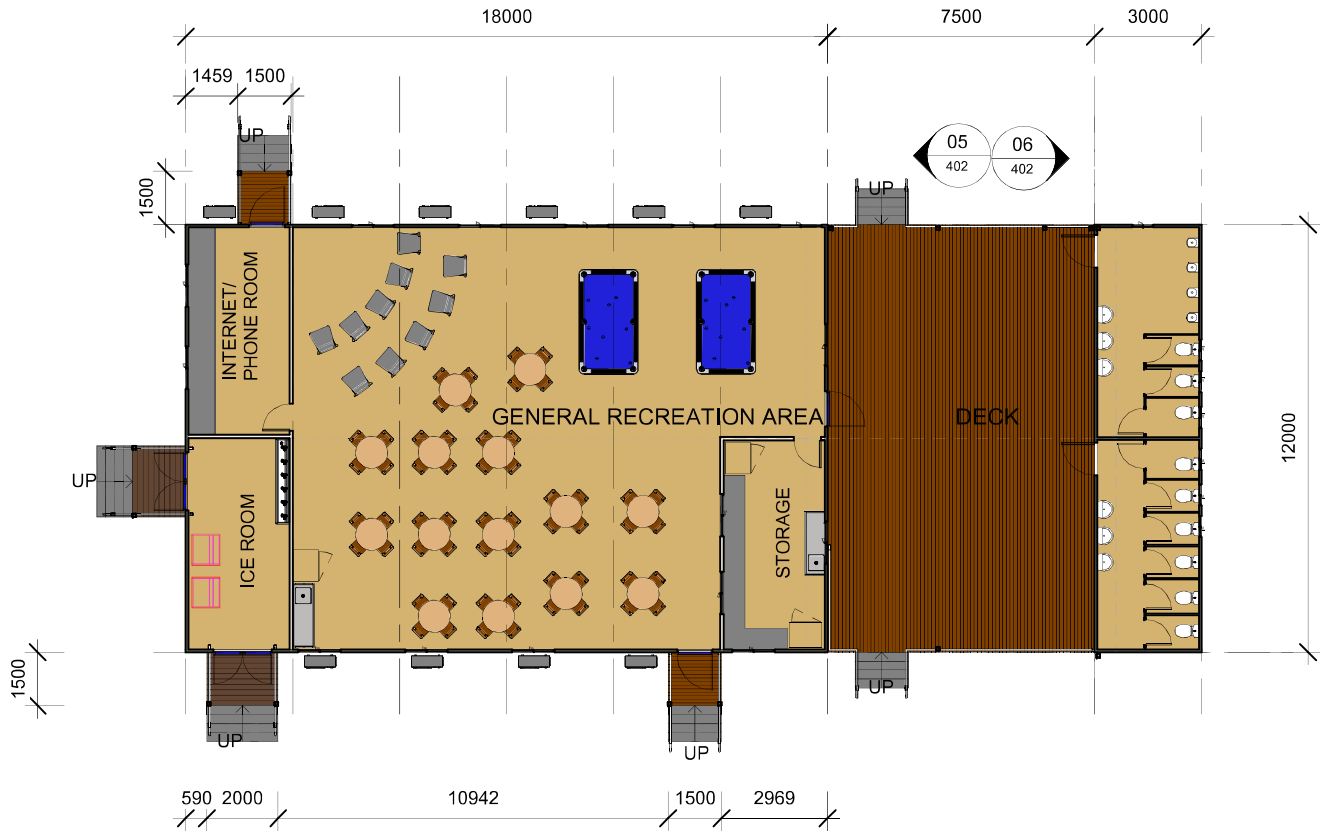 18000
7500
3000
1459
1500
UP
05
402
06
402
1500
UP
INTERNET/
PHONE ROOM
GENERAL RECREATION AREA
DECK
12000
UP
ICE ROOM
STORAGE
1500
UP
UP
UP
590
2000
10942
1500
2969